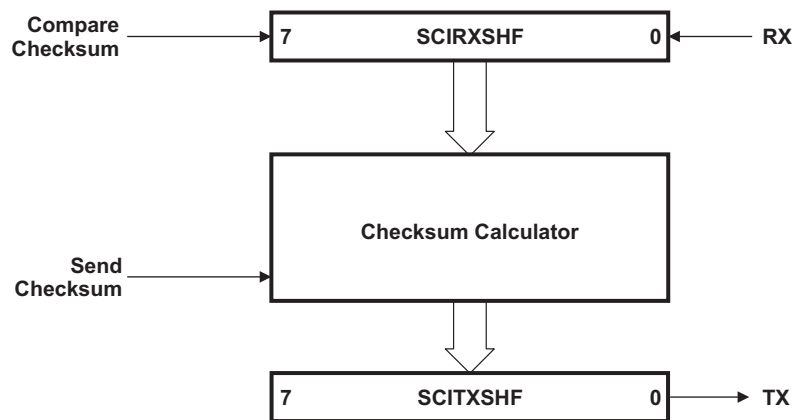 Compare
Checksum
7 SCIRXSHF 0
RX
Checksum Calculator
Send
Checksum
7 SCITXSHF 0
TX